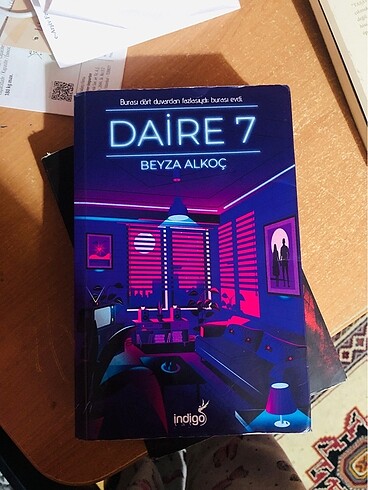 Burası dört duvardan fazlasıydı: burası evdi.
DAİRE 7
BEYZA ALKOÇ
indigo